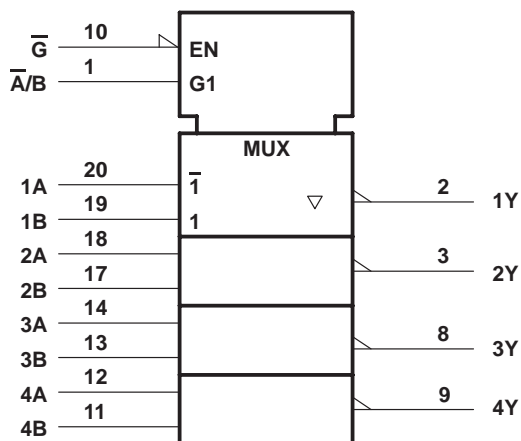 G̅ 10 EN
A̅/B 1 G1
MUX
1A 20 1̅
1B 19 1
▽ 2 1Y
2A 18
2B 17
3 2Y
3A 14
3B 13
8 3Y
4A 12
4B 11
9 4Y